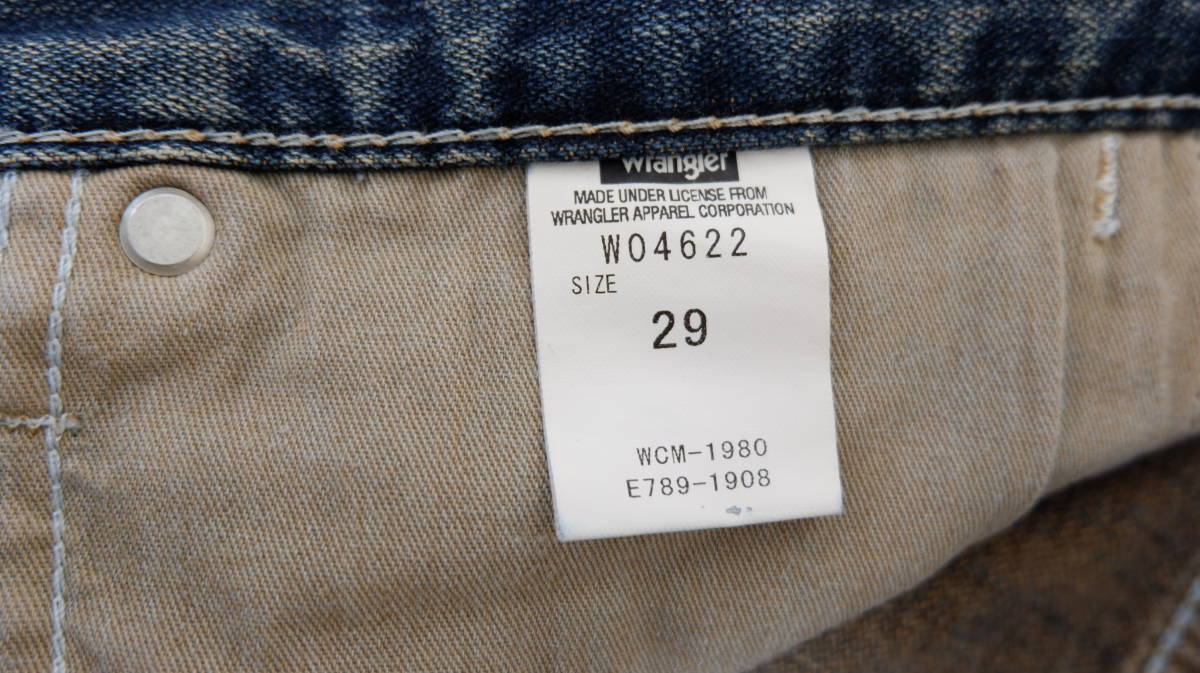 Wrangler
MADE UNDER LICENSE FROM
WRANGLER APPAREL CORPORATION
W04622
SIZE
29
WCM-1980
E789-1908